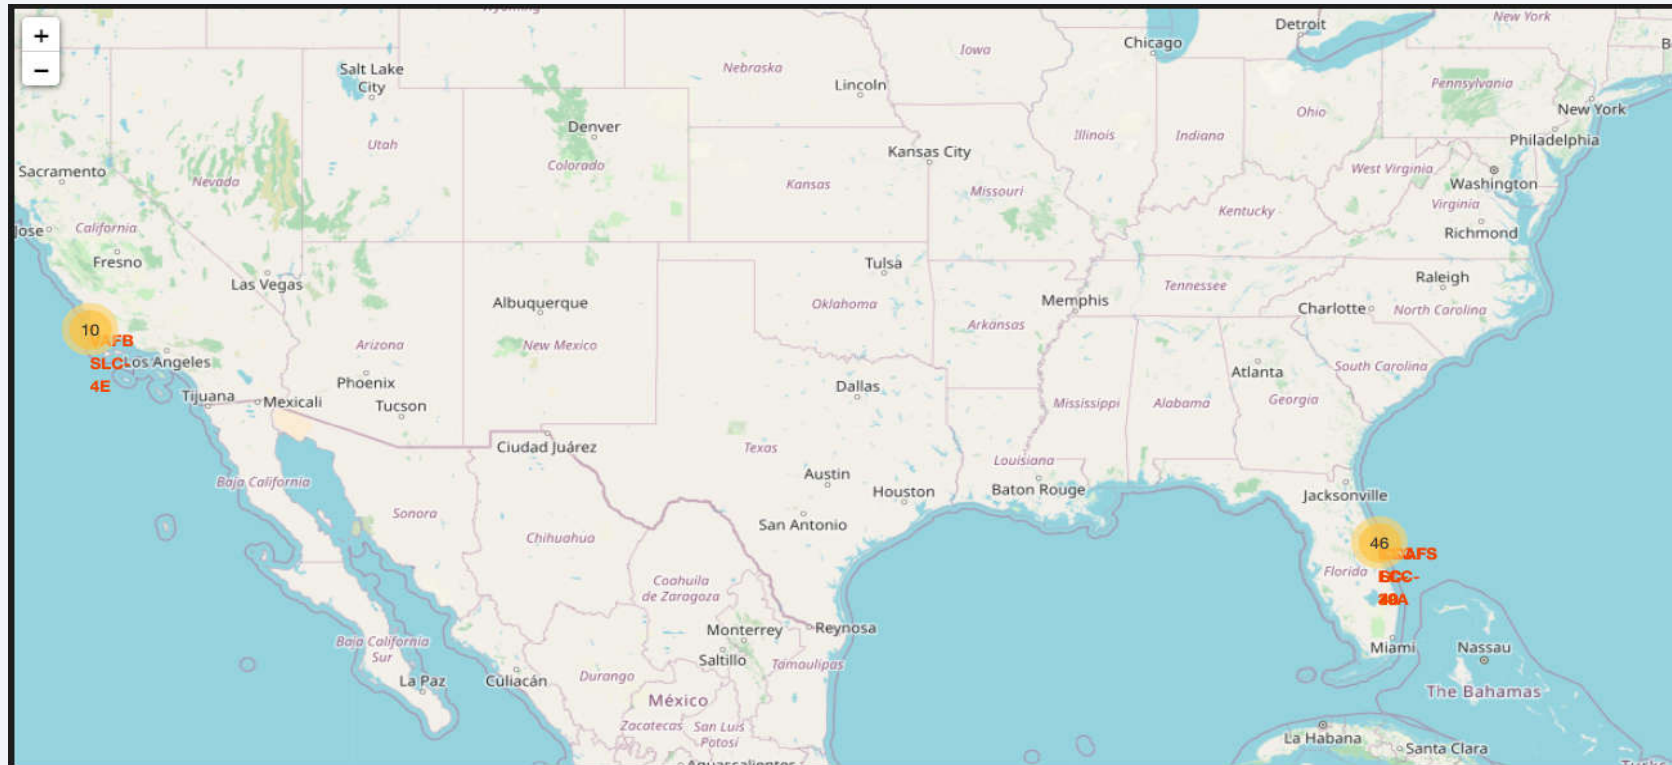 +
−
Wyoming
Detroit
New York
Chicago
Iowa
Salt Lake
City
Nebraska
Lincoln
Pennsylvania
New York
Ohio
Denver
Illinois
Indiana
Philadelphia
Utah
Colorado
Kansas City
Sacramento
Nevada
Kansas
Missouri
West Virginia
Washington
Virginia
Kentucky
Jose
California
Richmond
Fresno
Tulsa
Las Vegas
Raleigh
Tennessee
Albuquerque
Oklahoma
Memphis
Charlotte
North Carolina
Arkansas
10
VAFB
SLC-
4E
Los Angeles
Arizona
New Mexico
South Carolina
Atlanta
Phoenix
Dallas
Tijuana
Mexicali
Tucson
Mississippi
Alabama
Georgia
Ciudad Juárez
Texas
Louisiana
Austin
Baja California
Houston
Baton Rouge
Jacksonville
Sonora
San Antonio
Chihuahua
46
Florida
Coahuila
de Zaragoza
Monterrey
Reynosa
Baja California
Sur
Saltillo
Tamaulipas
Miami
Nassau
La Paz
Culiacán
Durango
The Bahamas
México
Zacatecas
San Luis
Potosí
La Habana
Santa Clara
Aguascalientes